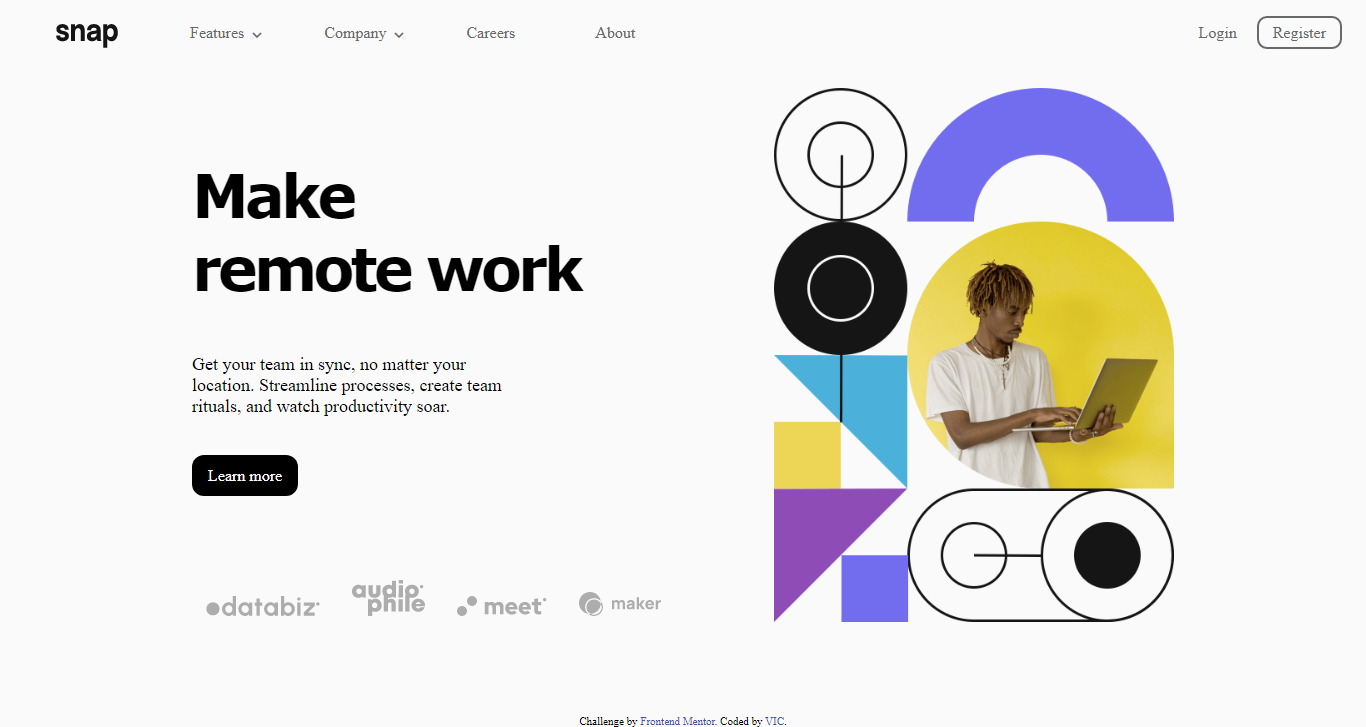 snap Features Company Careers About Login Register
Make
remote work
Get your team in sync, no matter your
location. Streamline processes, create team
rituals, and watch productivity soar.
Learn more
databiz audiophile meet maker
Challenge by Frontend Mentor. Coded by VIC.